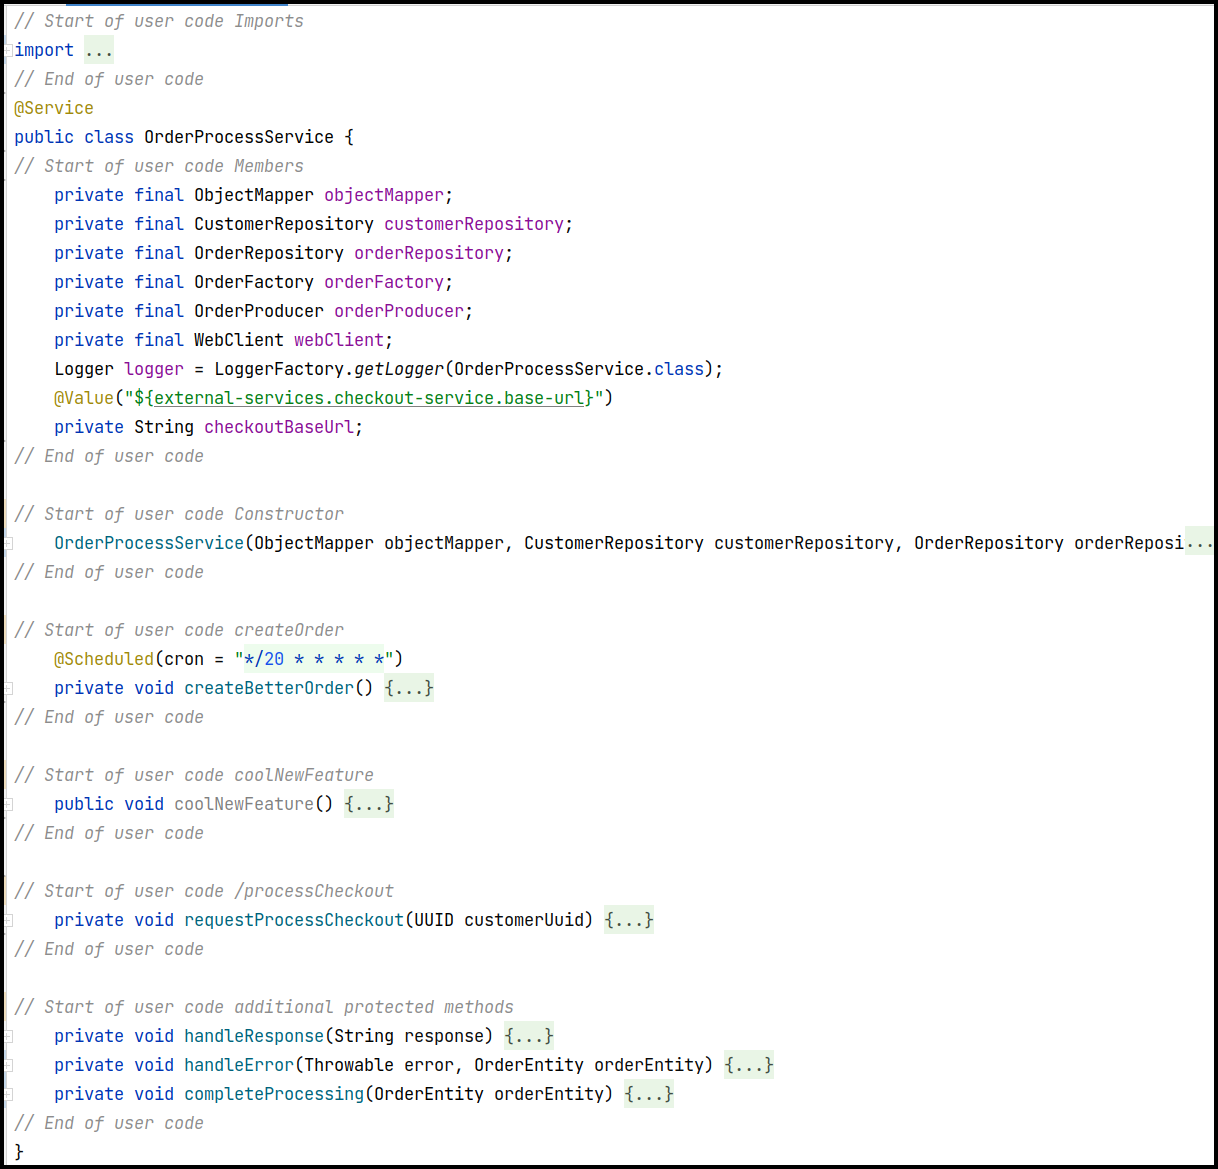 // Start of user code Imports
import ...
// End of user code
@Service
public class OrderProcessService {
// Start of user code Members
    private final ObjectMapper objectMapper;
    private final CustomerRepository customerRepository;
    private final OrderRepository orderRepository;
    private final OrderFactory orderFactory;
    private final OrderProducer orderProducer;
    private final WebClient webClient;
    Logger logger = LoggerFactory.getLogger(OrderProcessService.class);
    @Value("${external-services.checkout-service.base-url}")
    private String checkoutBaseUrl;
// End of user code

// Start of user code Constructor
    OrderProcessService(ObjectMapper objectMapper, CustomerRepository customerRepository, OrderRepository orderReposi...
// End of user code

// Start of user code createOrder
    @Scheduled(cron = "*/20 * * * * *")
    private void createBetterOrder() {...}
// End of user code

// Start of user code coolNewFeature
    public void coolNewFeature() {...}
// End of user code

// Start of user code /processCheckout
    private void requestProcessCheckout(UUID customerUuid) {...}
// End of user code

// Start of user code additional protected methods
    private void handleResponse(String response) {...}
    private void handleError(Throwable error, OrderEntity orderEntity) {...}
    private void completeProcessing(OrderEntity orderEntity) {...}
// End of user code
}